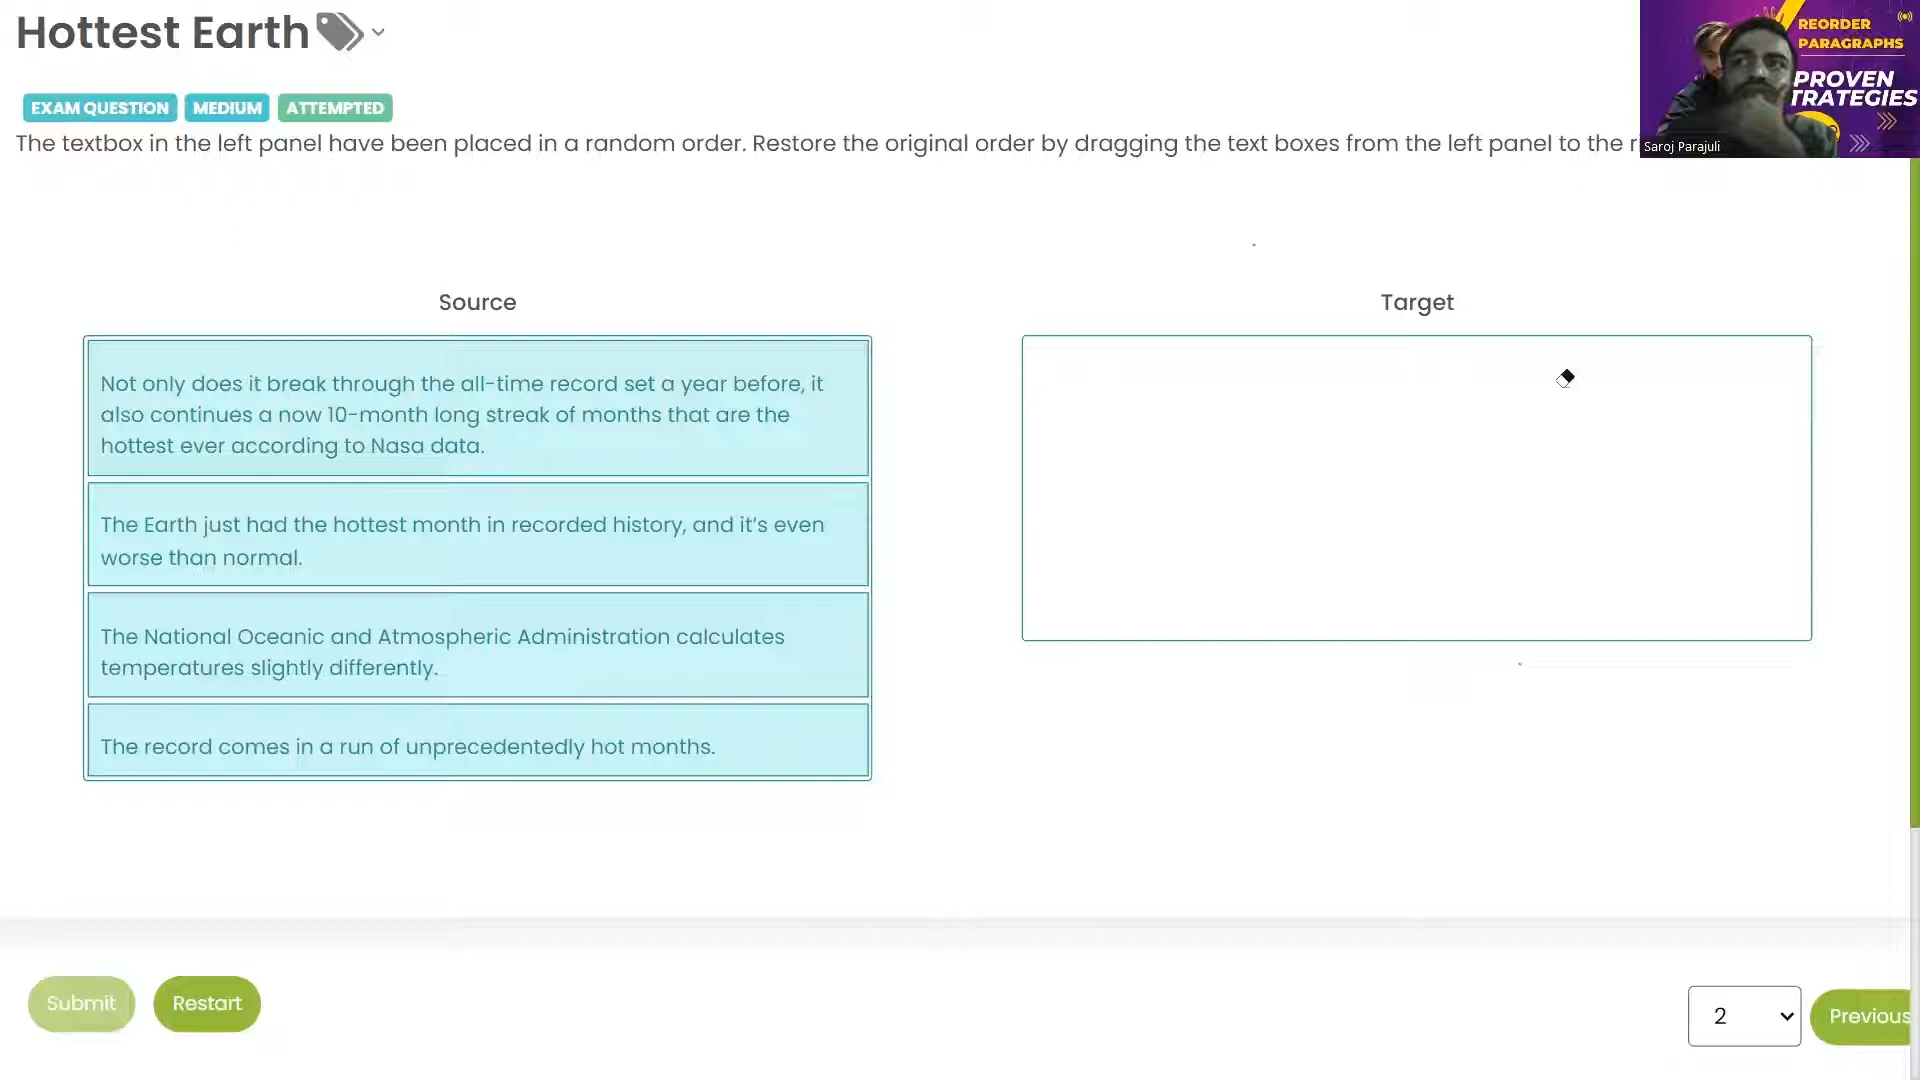 Hottest Earth
REORDER
PARAGRAPHS
PROVEN
TRATEGIES
Saroj Parajuli
EXAM QUESTION MEDIUM ATTEMPTED
The textbox in the left panel have been placed in a random order. Restore the original order by dragging the text boxes from the left panel to the r
Source
Not only does it break through the all-time record set a year before, it
also continues a now 10-month long streak of months that are the
hottest ever according to Nasa data.
The Earth just had the hottest month in recorded history, and it's even
worse than normal.
The National Oceanic and Atmospheric Administration calculates
temperatures slightly differently.
The record comes in a run of unprecedentedly hot months.
Target
Submit Restart
2 Previous